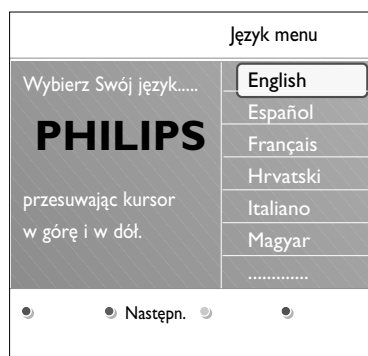 Język menu
Wybierz Swój język.....
PHILIPS
przesuwając kursor
w górę i w dół.
English
Español
Français
Hrvatski
Italiano
Magyar
.............
Następn.